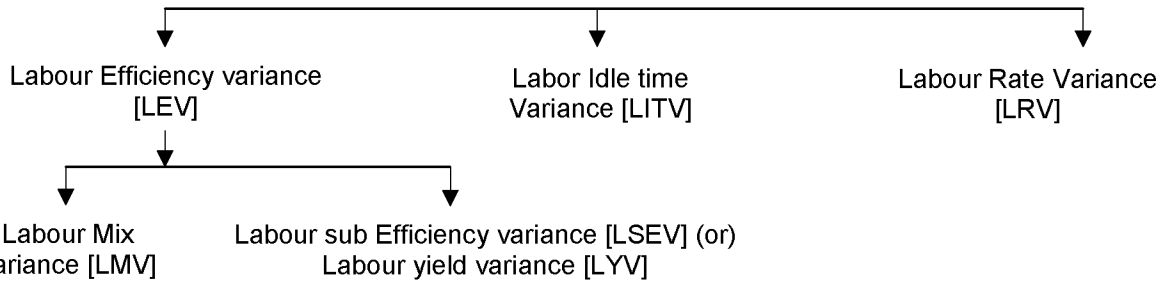 Labour Efficiency variance
[LEV]
Labor Idle time
Variance [LITV]
Labour Rate Variance
[LRV]
Labour Mix
ariance [LMV]
Labour sub Efficiency variance [LSEV] (or)
Labour yield variance [LYV]